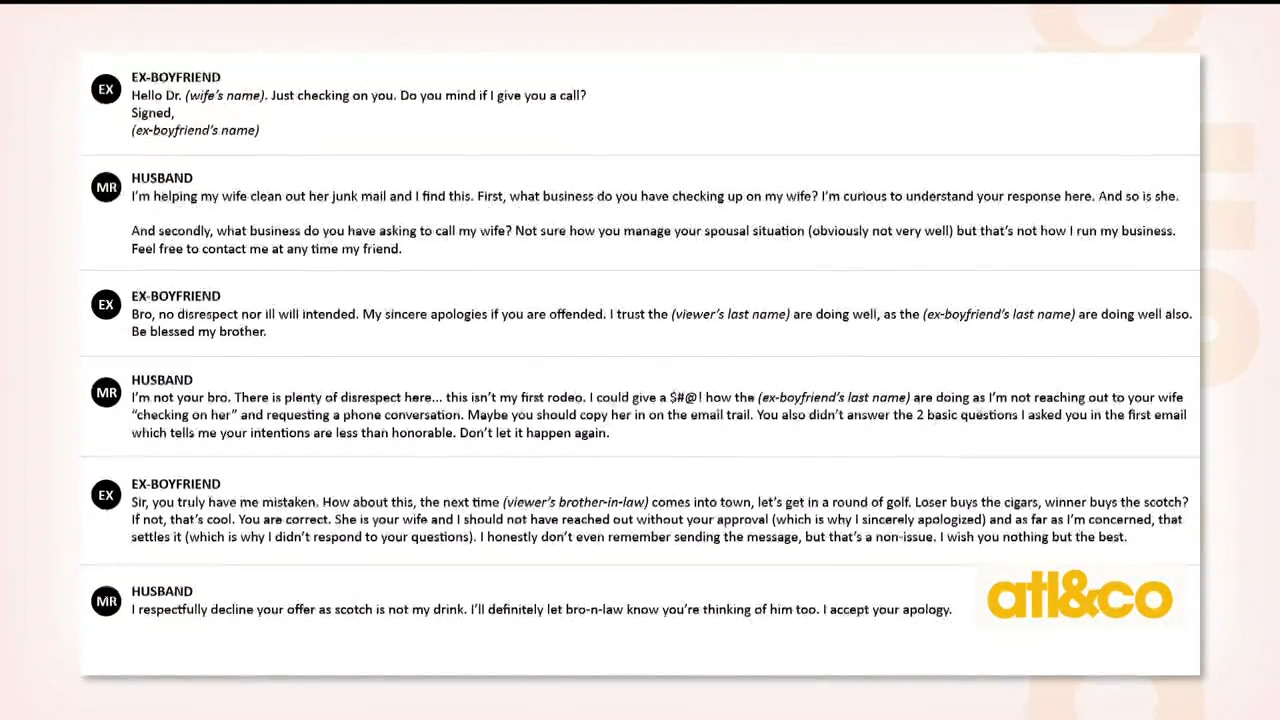 EX
EX-BOYFRIEND
Hello Dr. (wife's name). Just checking on you. Do you mind if I give you a call?
Signed,
(ex-boyfriend's name)
MR
HUSBAND
I'm helping my wife clean out her junk mail and I find this. First, what business do you have checking up on my wife? I'm curious to understand your response here. And so is she.
And secondly, what business do you have asking to call my wife? Not sure how you manage your spousal situation (obviously not very well) but that's not how I run my business.
Feel free to contact me at any time my friend.
EX
EX-BOYFRIEND
Bro, no disrespect nor ill will intended. My sincere apologies if you are offended. I trust the (viewer's last name) are doing well, as the (ex-boyfriend's last name) are doing well also.
Be blessed my brother.
MR
HUSBAND
I'm not your bro. There is plenty of disrespect here... this isn't my first rodeo. I could give a $#@! how the (ex-boyfriend's last name) are doing as I'm not reaching out to your wife
"checking on her" and requesting a phone conversation. Maybe you should copy her in on the email trail. You also didn't answer the 2 basic questions I asked you in the first email
which tells me your intentions are less than honorable. Don't let it happen again.
EX
EX-BOYFRIEND
Sir, you truly have me mistaken. How about this, the next time (viewer's brother-in-law) comes into town, let's get in a round of golf. Loser buys the cigars, winner buys the scotch?
If not, that's cool. You are correct. She is your wife and I should not have reached out without your approval (which is why I sincerely apologized) and as far as I'm concerned, that
settles it (which is why I didn't respond to your questions). I honestly don't even remember sending the message, but that's a non-issue. I wish you nothing but the best.
MR
HUSBAND
I respectfully decline your offer as scotch is not my drink. I'll definitely let bro-n-law know you're thinking of him too. I accept your apology.
atl&co